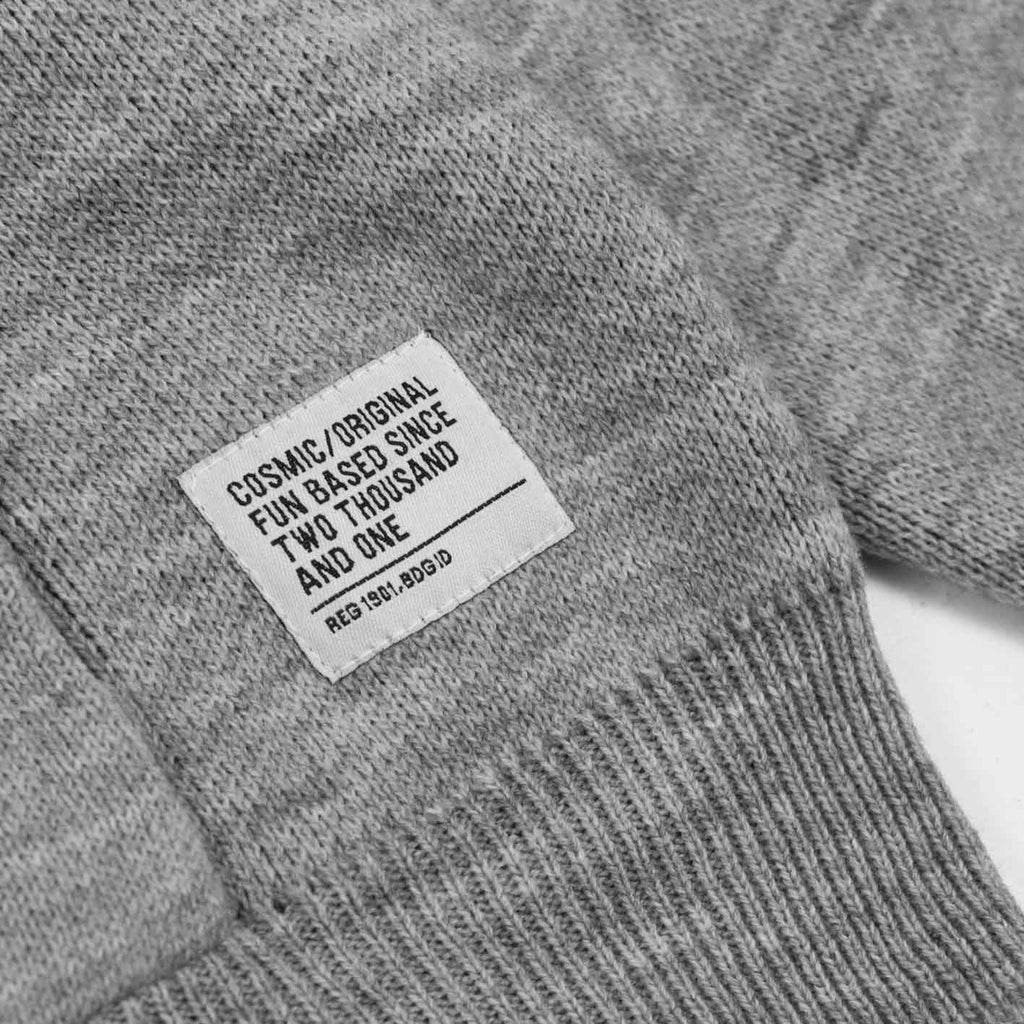 COSMIC/ORIGINAL
FUN BASED SINCE
TWO THOUSAND
AND ONE
REG 1901, BDG ID